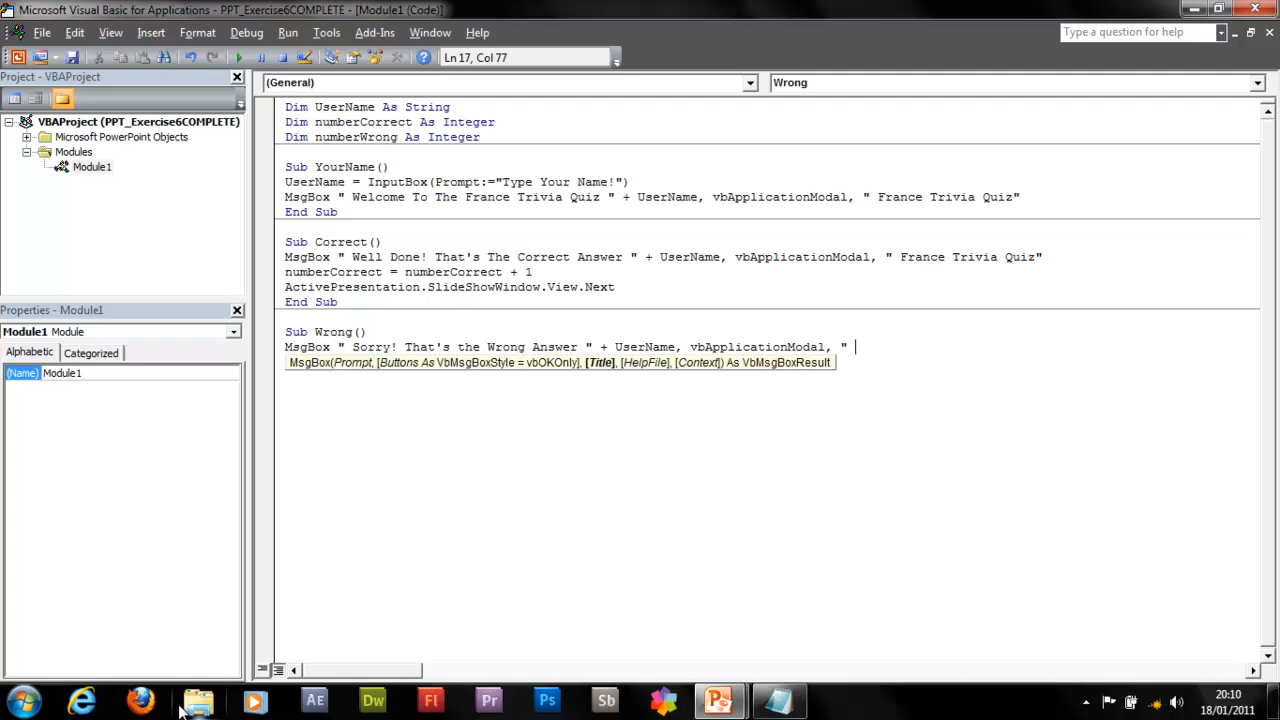 Microsoft Visual Basic for Applications - PPT_Exercise6COMPLETE - [Module1 (Code)]
File Edit View Insert Format Debug Run Tools Add-Ins Window Help
Type a question for help
Ln 17, Col 77
Project - VBAProject
(General)
Wrong
VBAProject (PPT_Exercise6COMPLETE)
Microsoft PowerPoint Objects
Modules
Module1
Properties - Module1
Module1 Module
Alphabetic Categorized
(Name) Module1
Dim UserName As String
Dim numberCorrect As Integer
Dim numberWrong As Integer
Sub YourName()
UserName = InputBox(Prompt:="Type Your Name!")
MsgBox " Welcome To The France Trivia Quiz " + UserName, vbApplicationModal, " France Trivia Quiz"
End Sub
Sub Correct()
MsgBox " Well Done! That's The Correct Answer " + UserName, vbApplicationModal, " France Trivia Quiz"
numberCorrect = numberCorrect + 1
ActivePresentation.SlideShowWindow.View.Next
End Sub
Sub Wrong()
MsgBox " Sorry! That's the Wrong Answer " + UserName, vbApplicationModal, "
MsgBox(Prompt, [Buttons As VbMsgBoxStyle = vbOKOnly], [Title], [HelpFile], [Context]) As VbMsgBoxResult
Ae Dw Fl Pr Ps Sb
20:10
18/01/2011